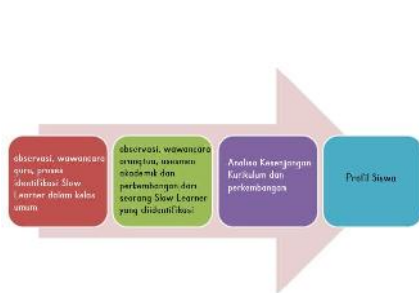 observasi, wawancara
guru, proses
identifikasi Slow
Learner dalam kelas
umum
observasi, wawancara
orangtua, asesmen
akademik dan
perkembangan dari
seorang Slow Learner
yang diidentifikasi
Analisa Kesenjangan
Kurikulum dan
perkembangan
Profil Siswa